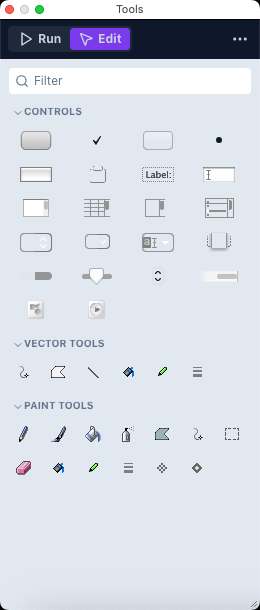 Tools
Run Edit
Filter
CONTROLS
Label:
VECTOR TOOLS
PAINT TOOLS